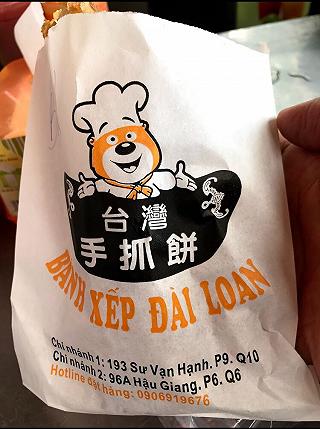 台灣
手抓餅
BÁNH XẾP ĐÀI LOAN
Chi nhánh 1: 193 Sư Vạn Hạnh. P9. Q10
Chi nhánh 2: 96A Hậu Giang. P6. Q6
Hotline đặt hàng: 0906919676